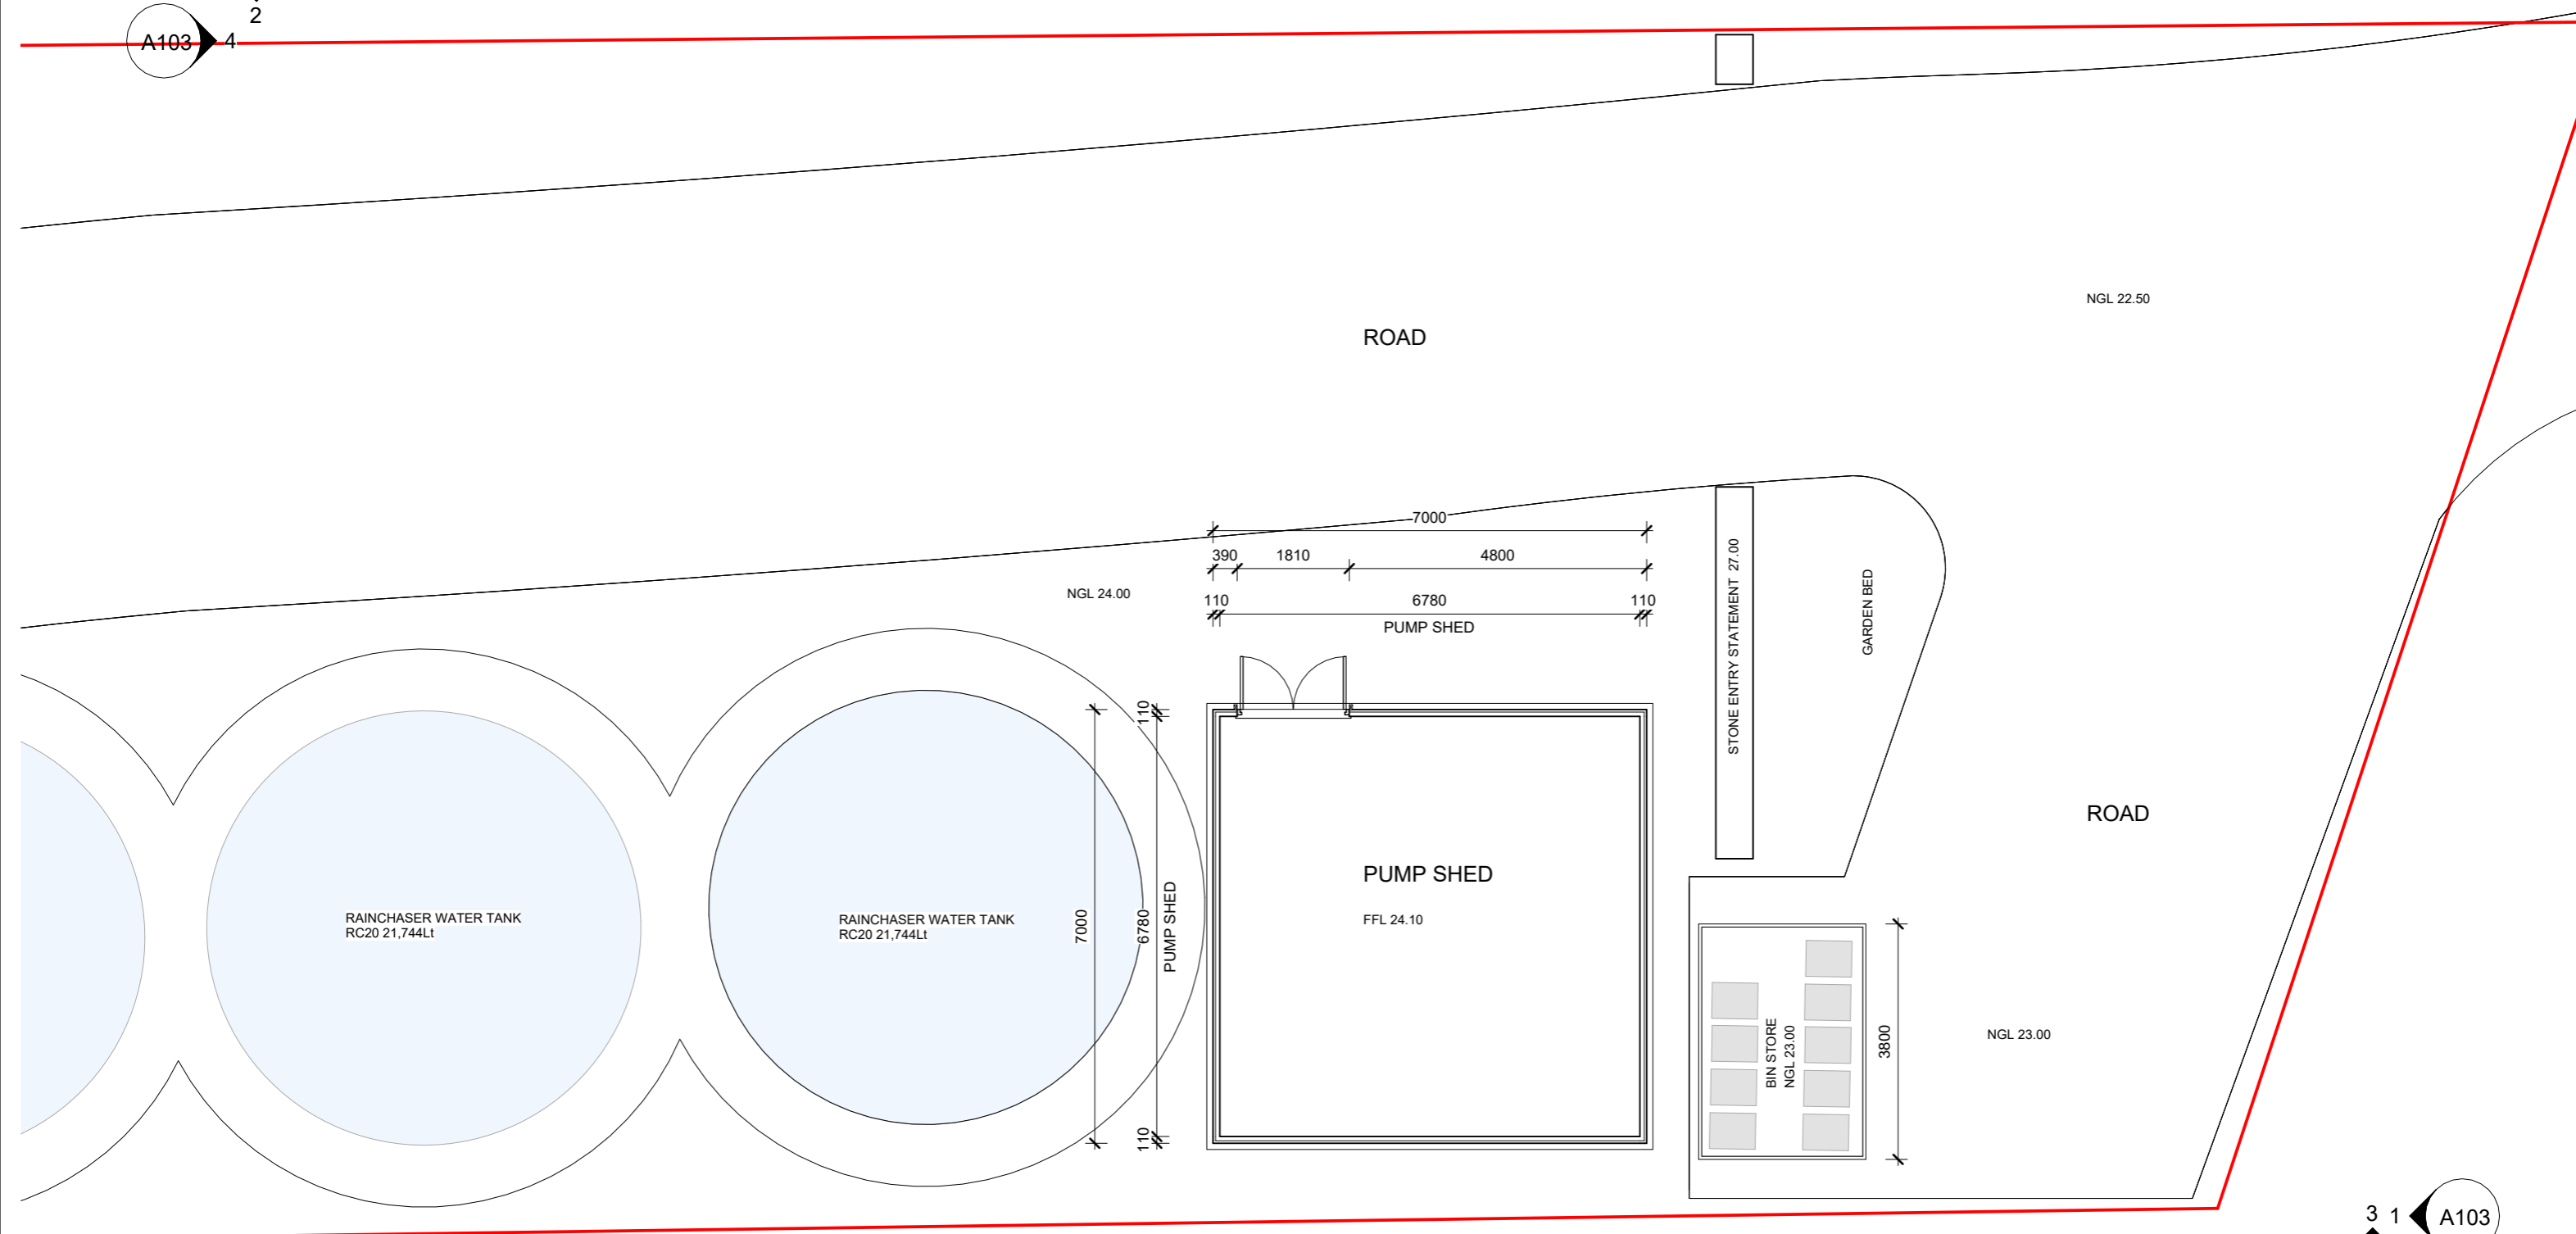 2
A103 4
NGL 22.50
ROAD
7000
390 1810 4800
NGL 24.00
110 6780 110
PUMP SHED
STONE ENTRY STATEMENT 27.00
GARDEN BED
110
7000
6780
PUMP SHED
110
ROAD
PUMP SHED
FFL 24.10
RAINCHASER WATER TANK
RC20 21,744Lt
RAINCHASER WATER TANK
RC20 21,744Lt
BIN STORE
NGL 23.00
3800
NGL 23.00
3 1 A103